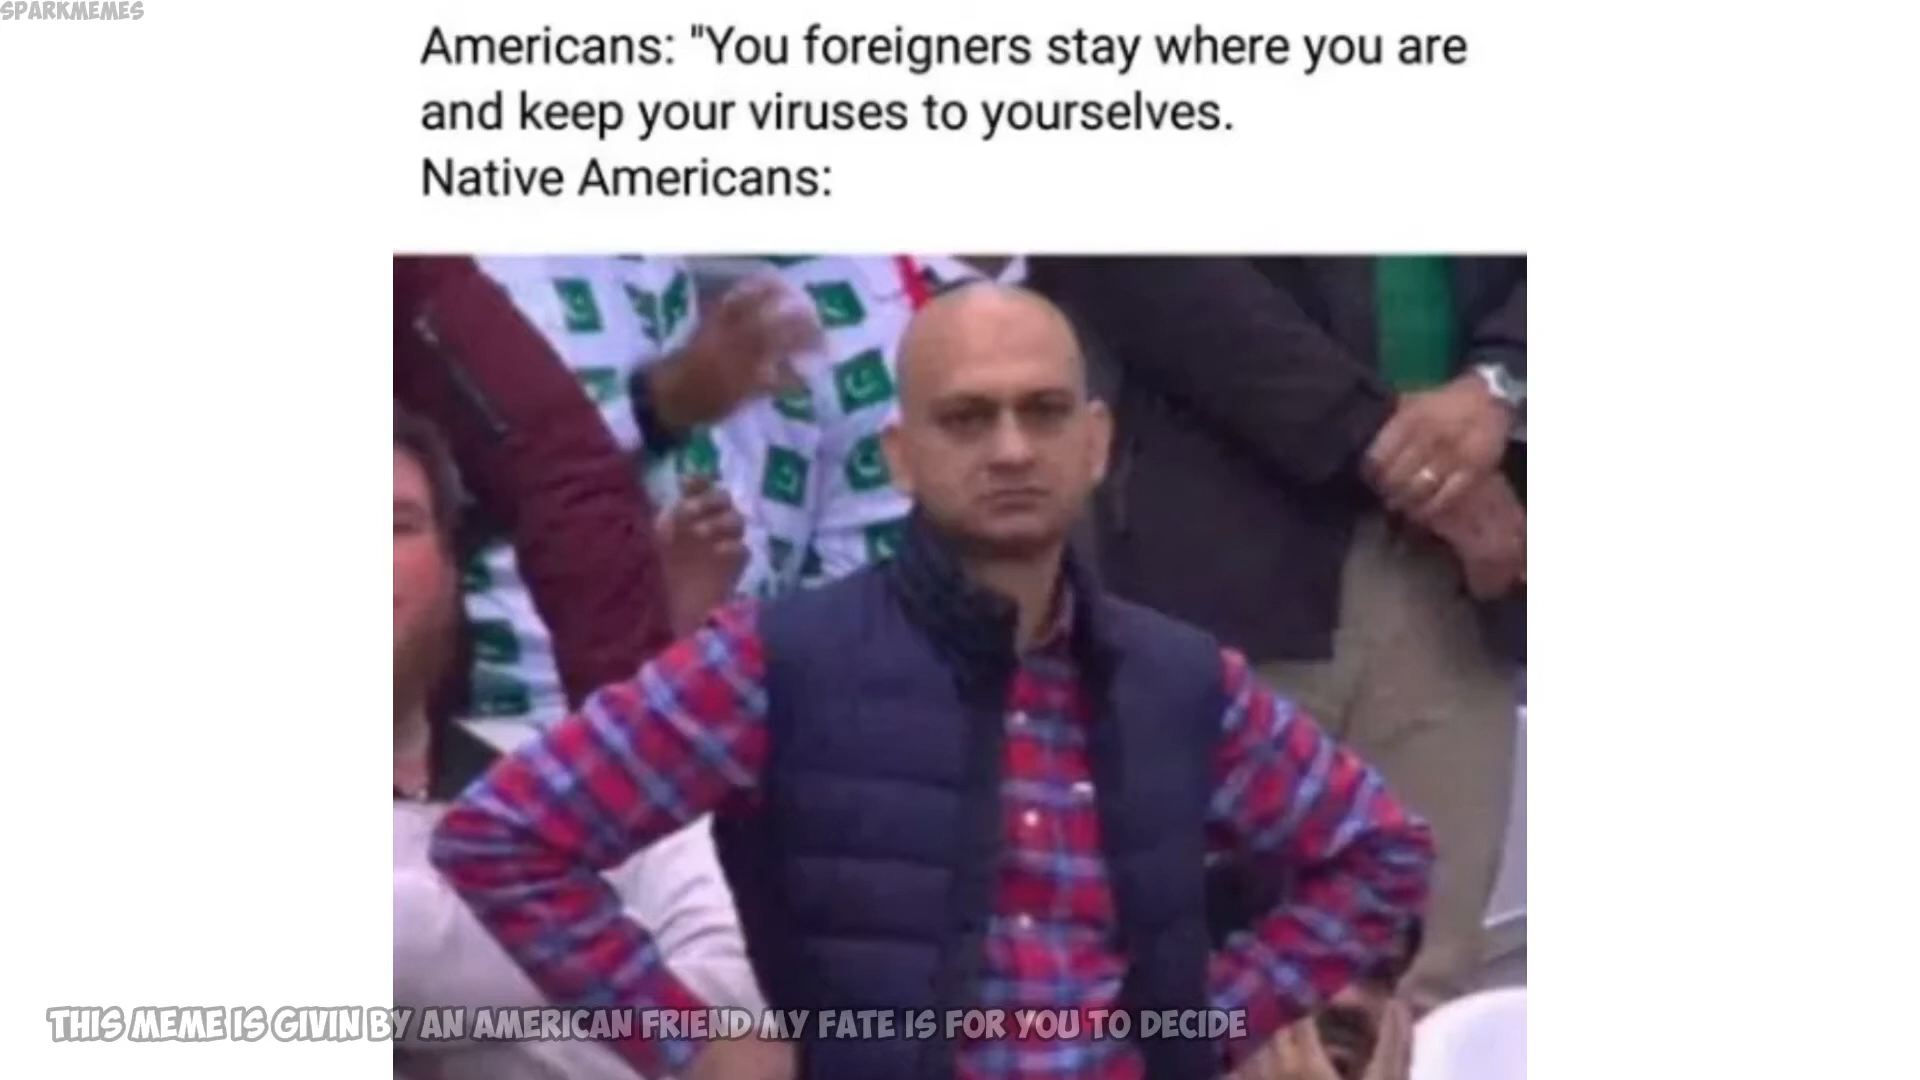 SPARKMEMES
Americans: "You foreigners stay where you are
and keep your viruses to yourselves.
Native Americans:
THIS MEME IS GIVIN BY AN AMERICAN FRIEND MY FATE IS FOR YOU TO DECIDE